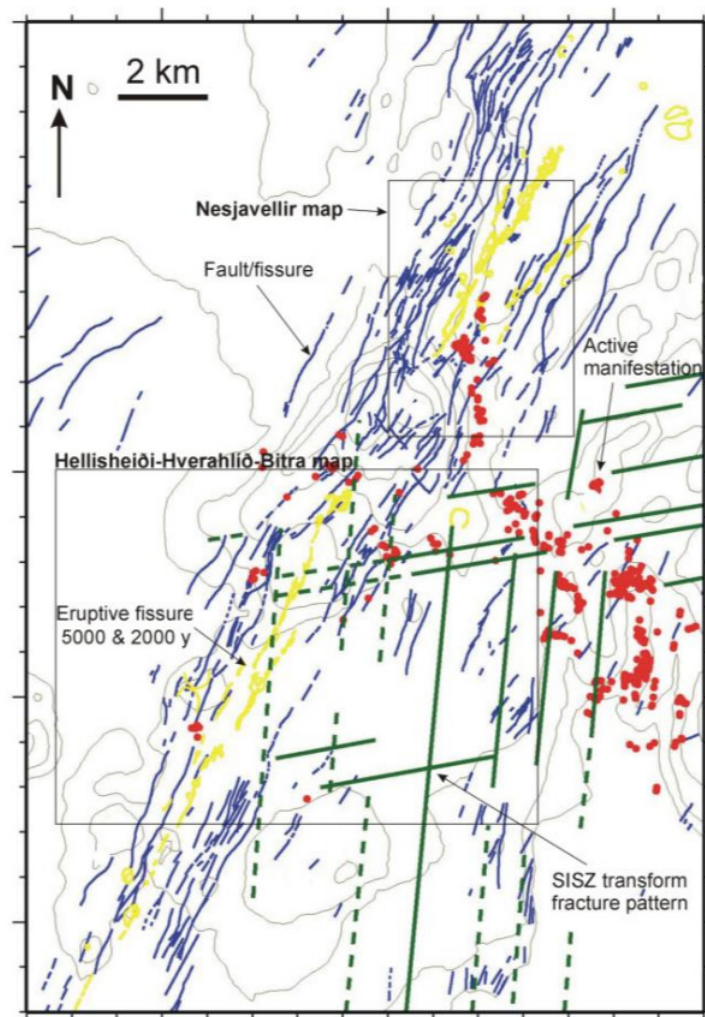 2 km
N
Nesjavellir map
Fault/fissure
Active
manifestation
Hellisheiði-Hverahlíð-Bitra map
Eruptive fissure
5000 & 2000 y
SISZ transform
fracture pattern